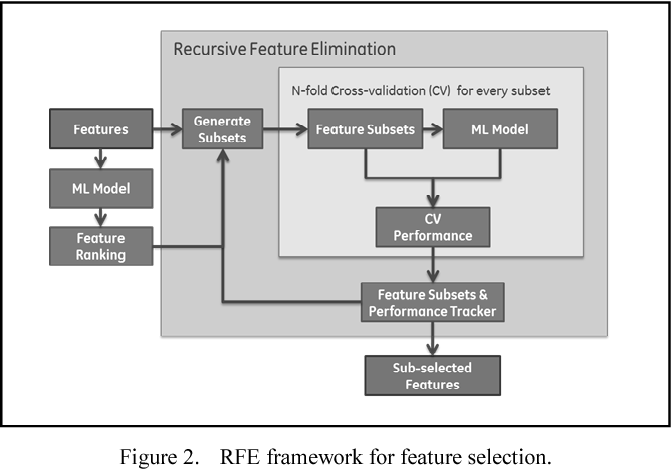 Recursive Feature Elimination
N-fold Cross-validation (CV) for every subset
Features
Generate
Subsets
Feature Subsets
ML Model
ML Model
Feature
Ranking
CV
Performance
Feature Subsets &
Performance Tracker
Sub-selected
Features
Figure 2. RFE framework for feature selection.